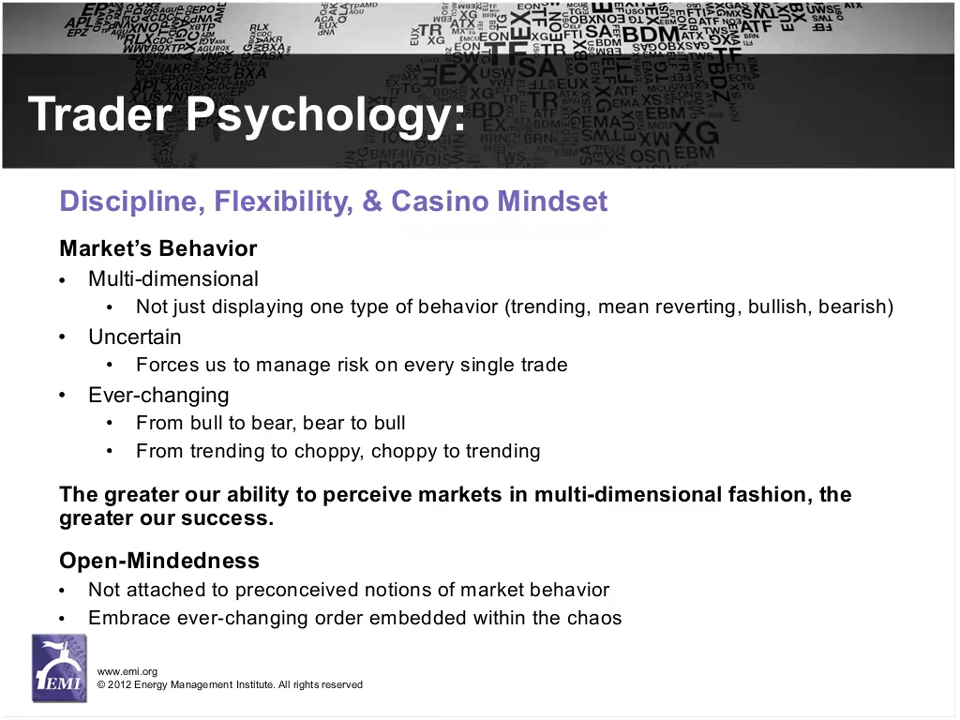 Trader Psychology:
Discipline, Flexibility, & Casino Mindset
Market’s Behavior
• Multi-dimensional
• Not just displaying one type of behavior (trending, mean reverting, bullish, bearish)
• Uncertain
• Forces us to manage risk on every single trade
• Ever-changing
• From bull to bear, bear to bull
• From trending to choppy, choppy to trending
The greater our ability to perceive markets in multi-dimensional fashion, the
greater our success.
Open-Mindedness
• Not attached to preconceived notions of market behavior
• Embrace ever-changing order embedded within the chaos
EMI
www.emi.org
© 2012 Energy Management Institute. All rights reserved